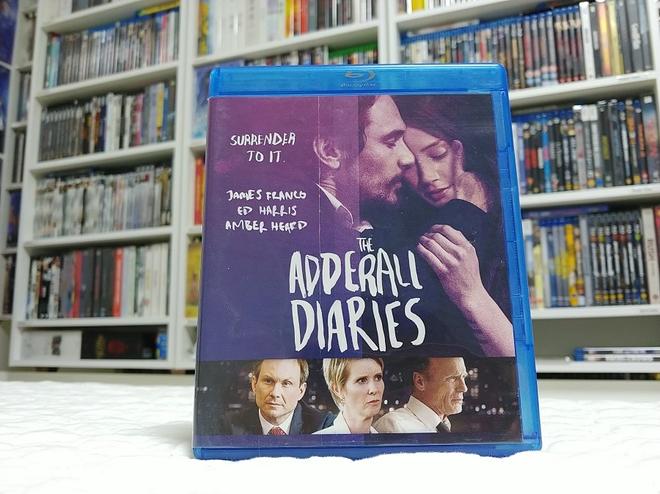 SURRENDER
TO IT.
JAMES FRANCO
ED HARRIS
AMBER HEARD
THE
ADDERALL
DIARIES